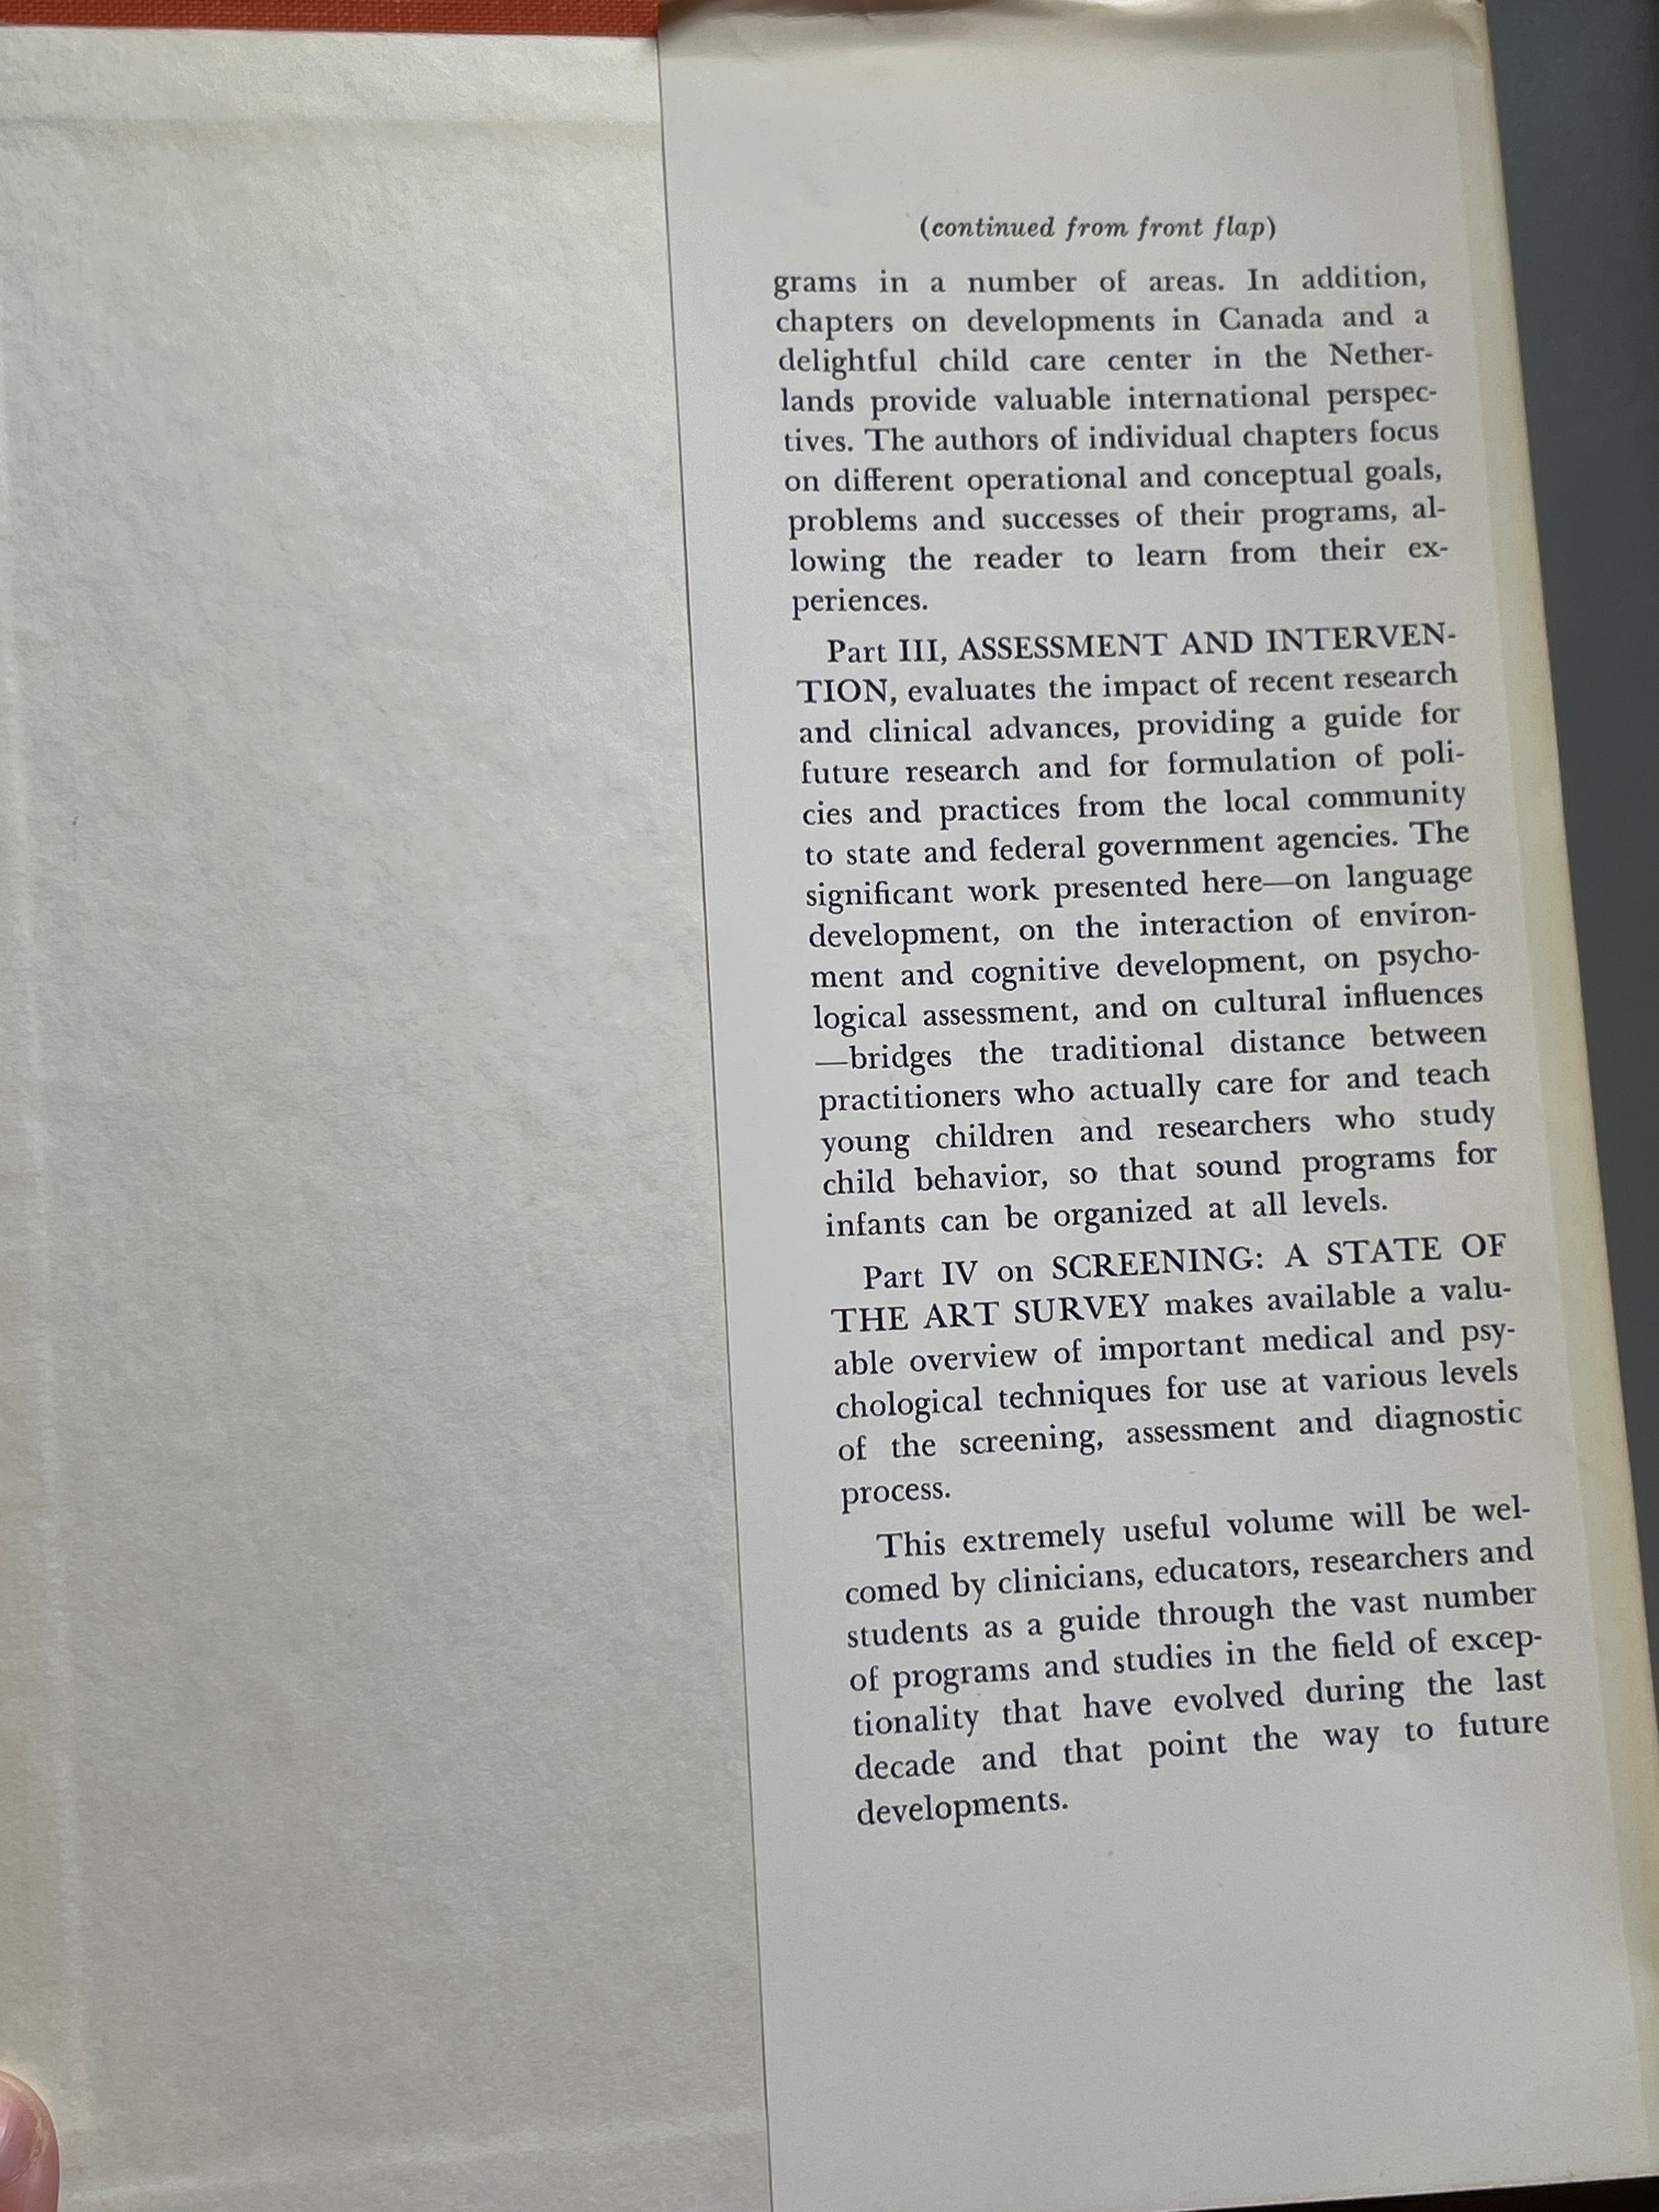 (continued from front flap)
grams in a number of areas. In addition,
chapters on developments in Canada and a
delightful child care center in the Nether-
lands provide valuable international perspec-
tives. The authors of individual chapters focus
on different operational and conceptual goals,
problems and successes of their programs, al-
lowing the reader to learn from their ex-
periences.
Part III, ASSESSMENT AND INTERVEN-
TION, evaluates the impact of recent research
and clinical advances, providing a guide for
future research and for formulation of poli-
cies and practices from the local community
to state and federal government agencies. The
significant work presented here—on language
development, on the interaction of environ-
ment and cognitive development, on psycho-
logical assessment, and on cultural influences
—bridges the traditional distance between
practitioners who actually care for and teach
young children and researchers who study
child behavior, so that sound programs for
infants can be organized at all levels.
Part IV on SCREENING: A STATE OF
THE ART SURVEY makes available a valu-
able overview of important medical and psy-
chological techniques for use at various levels
of the screening, assessment and diagnostic
process.
This extremely useful volume will be wel-
comed by clinicians, educators, researchers and
students as a guide through the vast number
of programs and studies in the field of excep-
tionality that have evolved during the last
decade and that point the way to future
developments.